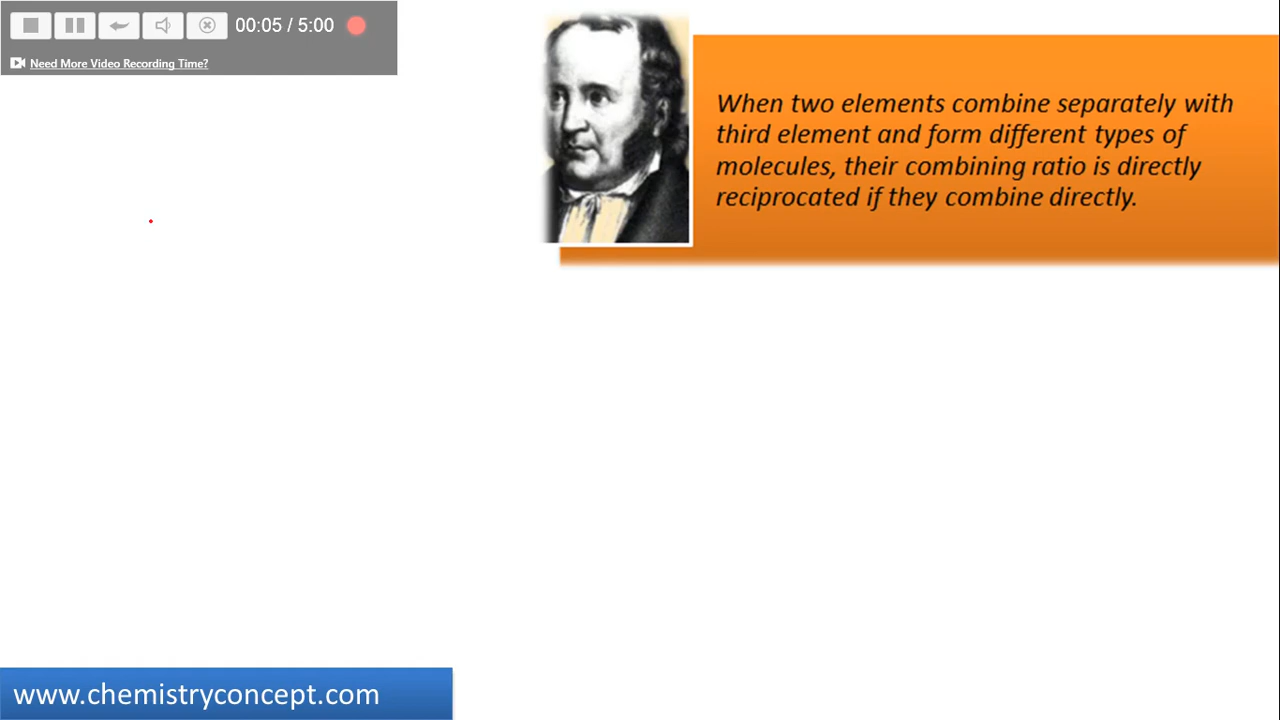 00:05 / 5:00
Need More Video Recording Time?
When two elements combine separately with
third element and form different types of
molecules, their combining ratio is directly
reciprocated if they combine directly.
www.chemistryconcept.com